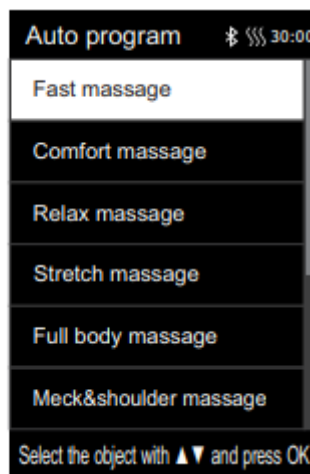 Auto program 30:00
Fast massage
Comfort massage
Relax massage
Stretch massage
Full body massage
Meck&shoulder massage
Select the object with ▲▼ and press OK